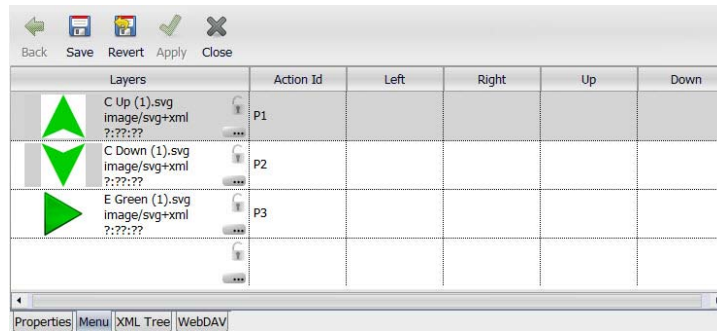 Back Save Revert Apply Close
Layers Action Id Left Right Up Down
C Up (1).svg
image/svg+xml
?:??:??
P1
C Down (1).svg
image/svg+xml
?:??:??
P2
E Green (1).svg
image/svg+xml
?:??:??
P3
Properties Menu XML Tree WebDAV